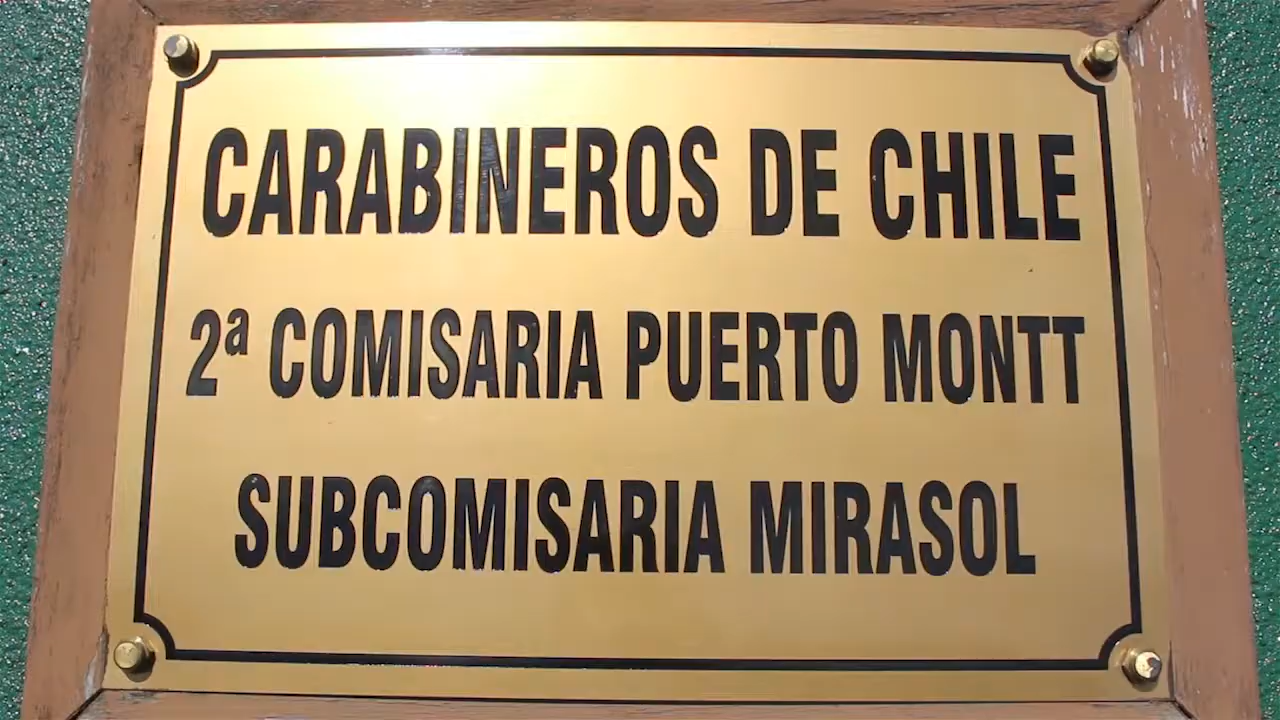 CARABINEROS DE CHILE
2ª COMISARIA PUERTO MONTT
SUBCOMISARIA MIRASOL